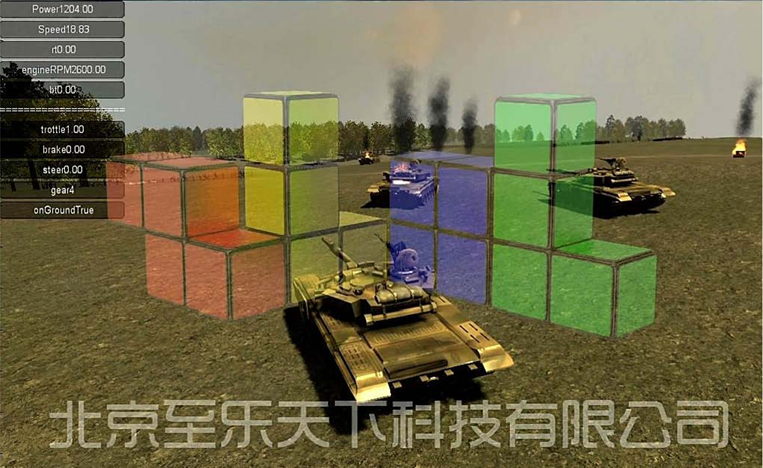 Power1204.00
Speed18.83
rt0.00
engineRPM2600.00
bt0.00
trottle1.00
brake0.00
steer0.00
gear4
onGroundTrue
北京至乐天下科技有限公司